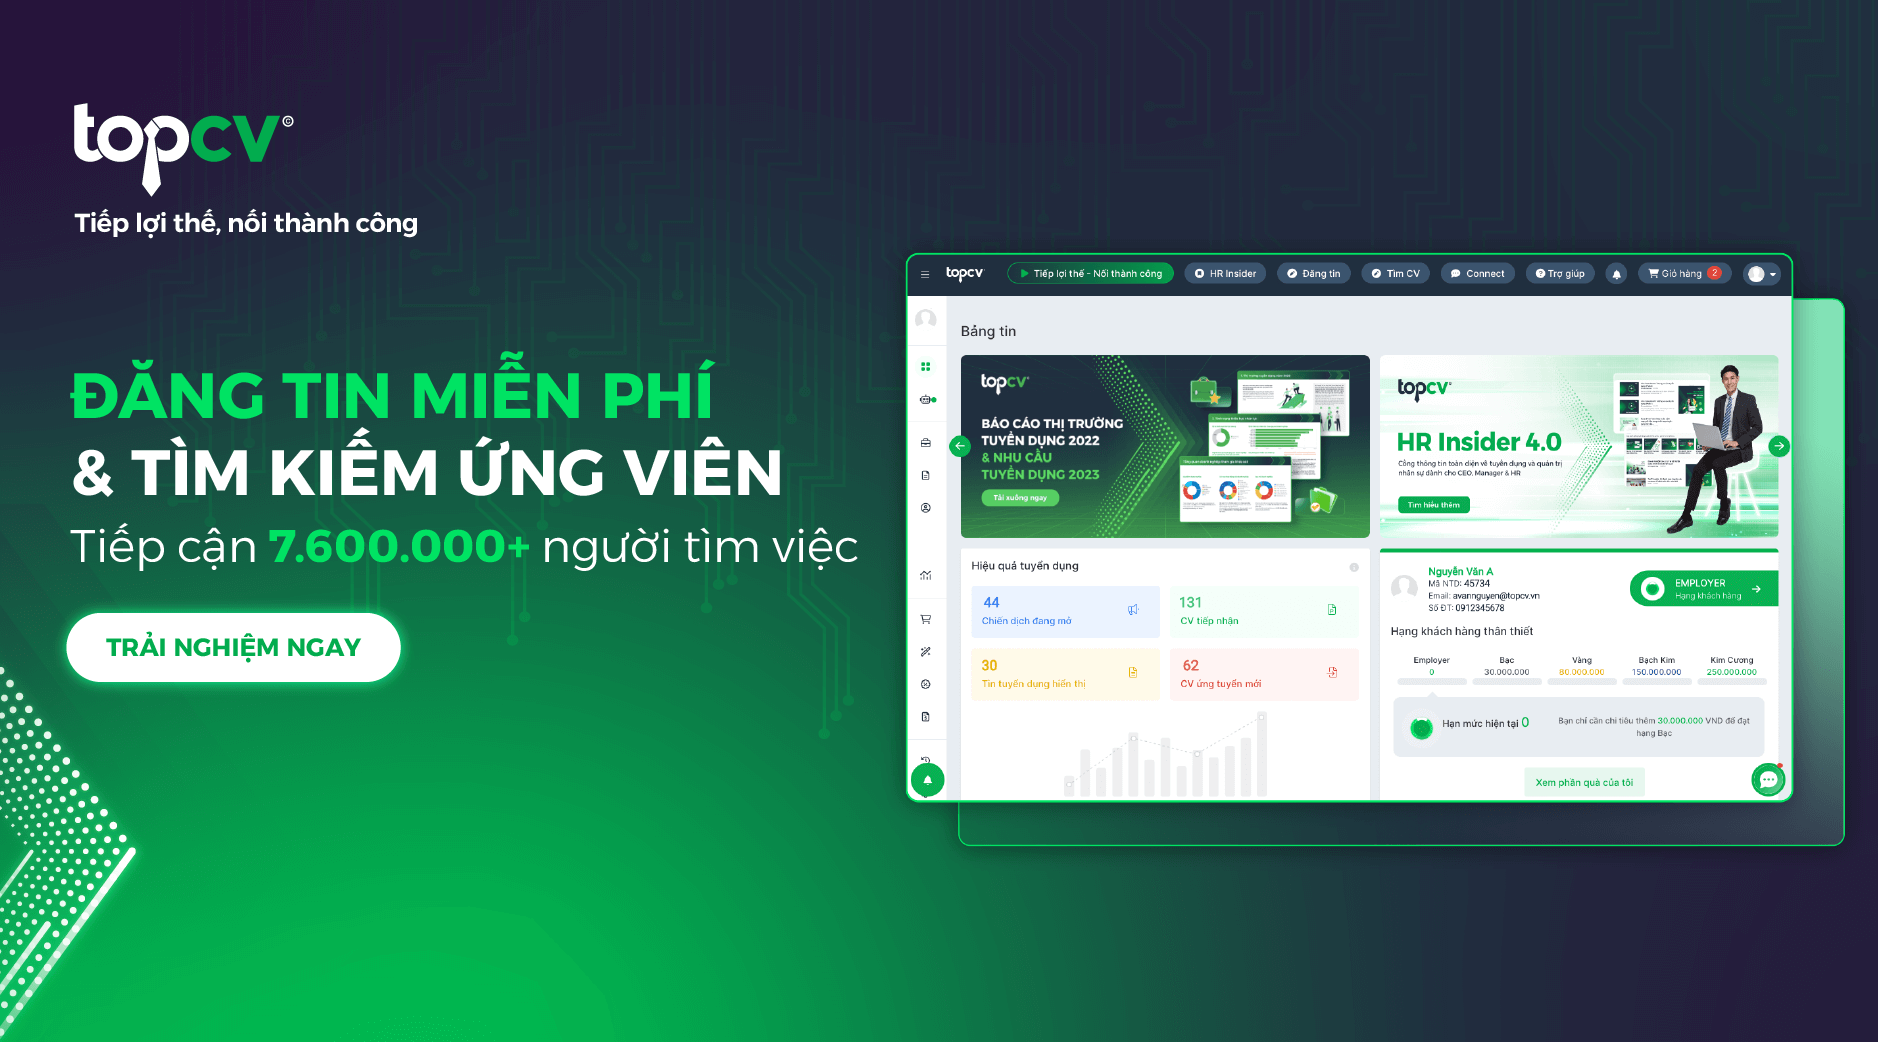 topcv
Tiếp lợi thế, nối thành công
ĐĂNG TIN MIỄN PHÍ
& TÌM KIẾM ỨNG VIÊN
Tiếp cận 7.600.000+ người tìm việc
TRẢI NGHIỆM NGAY
topcv
Tiếp lợi thế - Nối thành công
HR Insider
Đăng tin
Tìm CV
Connect
Trợ giúp
Giỏ hàng
2
Bảng tin
topcv
BÁO CÁO THỊ TRƯỜNG
TUYỂN DỤNG 2022
& NHU CẦU
TUYỂN DỤNG 2023
Tải xuống ngay
topcv
HR Insider 4.0
Cổng thông tin toàn diện về tuyển dụng và quản trị
nhân sự dành cho CEO, Manager & HR
Tìm hiểu thêm
Hiệu quả tuyển dụng
44
Chiến dịch đang mở
131
CV tiếp nhận
30
Tin tuyển dụng hiển thị
62
CV ứng tuyển mới
Nguyễn Văn A
Mã NTD: 45734
Email: avannguyen@topcv.vn
Số ĐT: 0912345678
EMPLOYER
Hạng khách hàng
Hạng khách hàng thân thiết
Employer
0
Bạc
30.000.000
Vàng
80.000.000
Bạch Kim
150.000.000
Kim Cương
250.000.000
Hạn mức hiện tại 0
Bạn chỉ cần chi tiêu thêm 30.000.000 VND để đạt
hạng Bạc
Xem phần quà của tôi